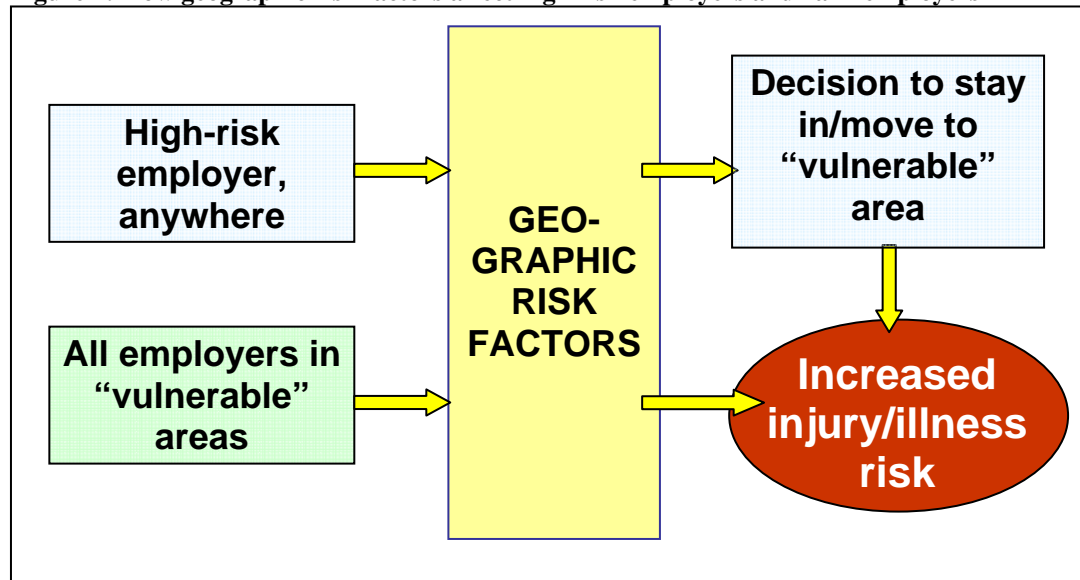 High-risk
employer,
anywhere
All employers in
“vulnerable”
areas
GEO-
GRAPHIC
RISK
FACTORS
Decision to stay
in/move to
“vulnerable”
area
Increased
injury/illness
risk